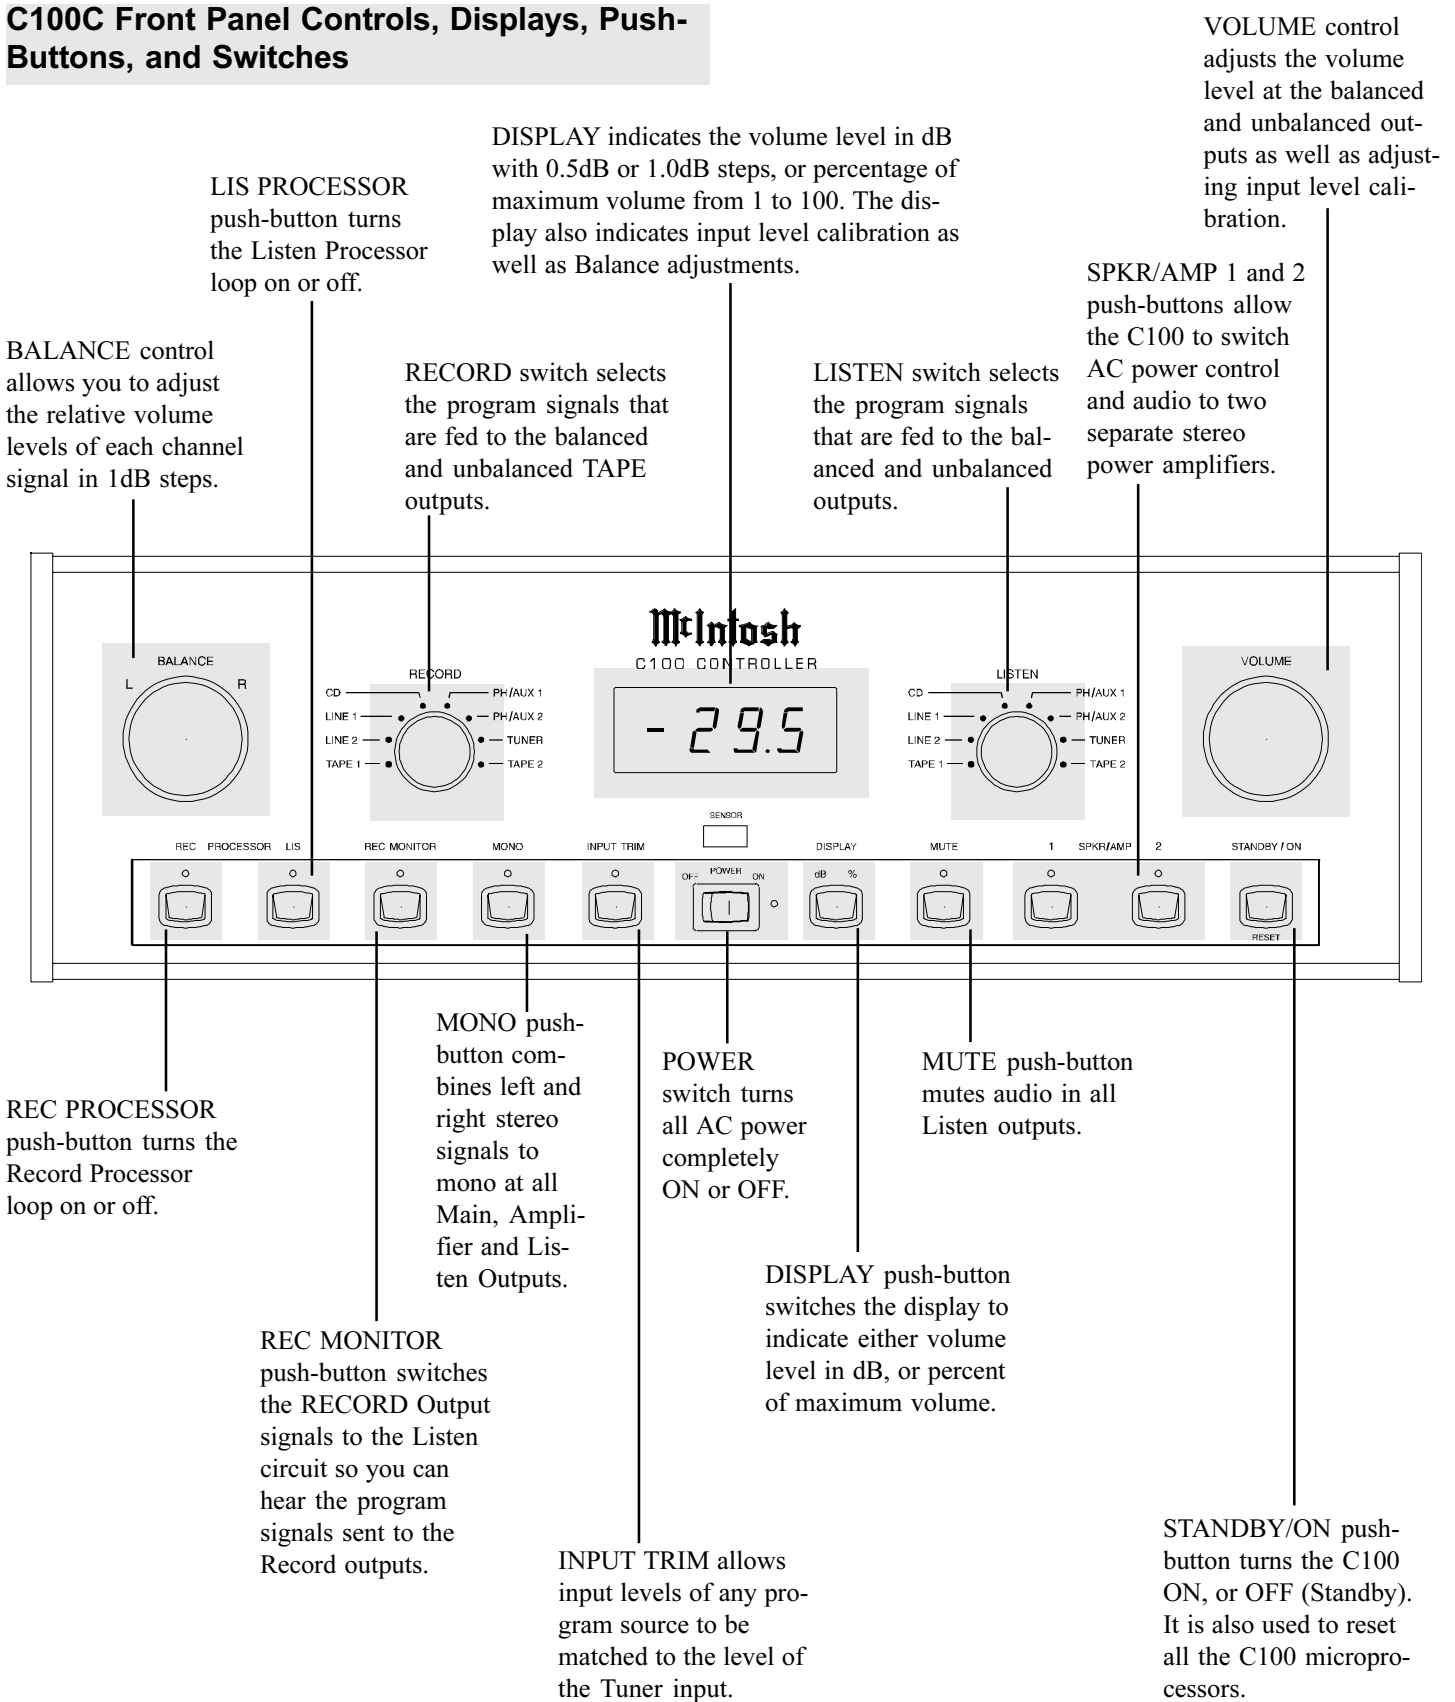 C100C Front Panel Controls, Displays, Push-
Buttons, and Switches
VOLUME control
adjusts the volume
level at the balanced
and unbalanced out-
puts as well as adjust-
ing input level cali-
bration.
DISPLAY indicates the volume level in dB
with 0.5dB or 1.0dB steps, or percentage of
maximum volume from 1 to 100. The dis-
play also indicates input level calibration as
well as Balance adjustments.
LIS PROCESSOR
push-button turns
the Listen Processor
loop on or off.
SPKR/AMP 1 and 2
push-buttons allow
the C100 to switch
AC power control
and audio to two
separate stereo
power amplifiers.
BALANCE control
allows you to adjust
the relative volume
levels of each channel
signal in 1dB steps.
RECORD switch selects
the program signals that
are fed to the balanced
and unbalanced TAPE
outputs.
LISTEN switch selects
the program signals
that are fed to the bal-
anced and unbalanced
outputs.
McIntosh
C100 CONTROLLER
BALANCE
L R
RECORD
CD PH/AUX 1
LINE 1 PH/AUX 2
LINE 2 TUNER
TAPE 1 TAPE 2
- 29.5
LISTEN
CD PH/AUX 1
LINE 1 PH/AUX 2
LINE 2 TUNER
TAPE 1 TAPE 2
VOLUME
SENSOR
REC PROCESSOR LIS REC MONITOR MONO INPUT TRIM DISPLAY MUTE 1 SPKR/AMP 2 STANDBY / ON
OFF POWER ON dB %
RESET
MONO push-
button com-
bines left and
right stereo
signals to
mono at all
Main, Ampli-
fier and Lis-
ten Outputs.
POWER
switch turns
all AC power
completely
ON or OFF.
MUTE push-button
mutes audio in all
Listen outputs.
REC PROCESSOR
push-button turns the
Record Processor
loop on or off.
DISPLAY push-button
switches the display to
indicate either volume
level in dB, or percent
of maximum volume.
REC MONITOR
push-button switches
the RECORD Output
signals to the Listen
circuit so you can
hear the program
signals sent to the
Record outputs.
INPUT TRIM allows
input levels of any pro-
gram source to be
matched to the level of
the Tuner input.
STANDBY/ON push-
button turns the C100
ON, or OFF (Standby).
It is also used to reset
all the C100 micropro-
cessors.